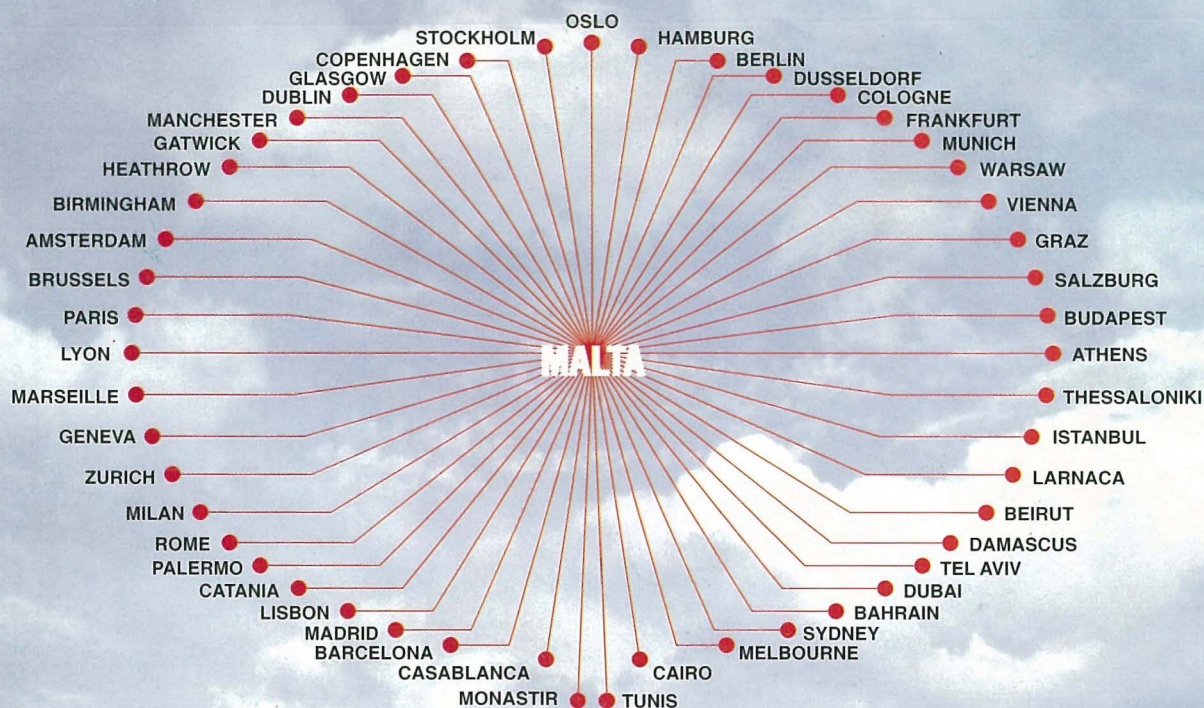 OSLO
STOCKHOLM
HAMBURG
COPENHAGEN
BERLIN
GLASGOW
DUSSELDORF
DUBLIN
COLOGNE
MANCHESTER
FRANKFURT
GATWICK
MUNICH
HEATHROW
WARSAW
BIRMINGHAM
VIENNA
AMSTERDAM
GRAZ
BRUSSELS
SALZBURG
PARIS
BUDAPEST
LYON
MALTA
ATHENS
MARSEILLE
THESSALONIKI
GENEVA
ISTANBUL
ZURICH
LARNACA
MILAN
BEIRUT
ROME
DAMASCUS
PALERMO
TEL AVIV
CATANIA
DUBAI
LISBON
BAHRAIN
MADRID
SYDNEY
BARCELONA
MELBOURNE
CASABLANCA
CAIRO
MONASTIR
TUNIS